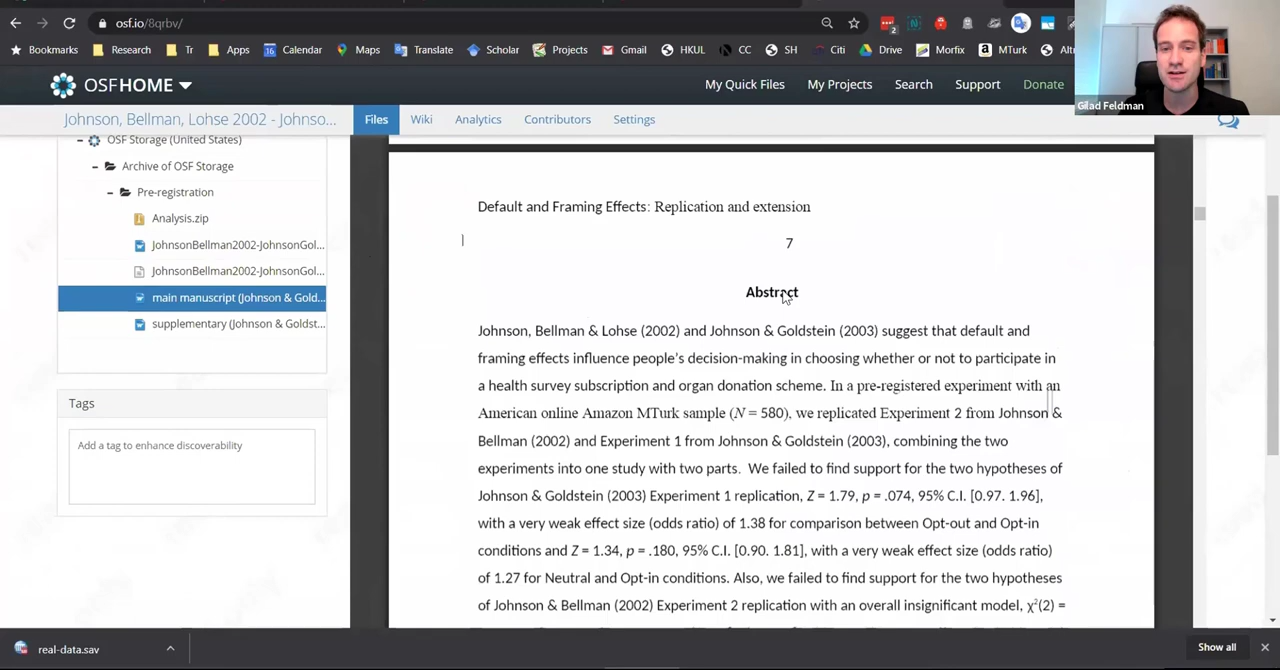 osf.io/8qrbv/
2
Bookmarks Research Tr Apps 16 Calendar Maps Translate Scholar Projects Gmail HKUL CC SH Citi Drive Morfix a MTurk
OSFHOME My Quick Files My Projects Search Support Donate
Gilad Feldman
Johnson, Bellman, Lohse 2002 - Johnso... Files Wiki Analytics Contributors Settings
OSF Storage (United States)
Archive of OSF Storage
Pre-registration
Analysis.zip
JohnsonBellman2002-JohnsonGol...
JohnsonBellman2002-JohnsonGol...
main manuscript (Johnson & Gold...
supplementary (Johnson & Goldst...
Tags
Add a tag to enhance discoverability
Default and Framing Effects: Replication and extension
7
Abstract
Johnson, Bellman & Lohse (2002) and Johnson & Goldstein (2003) suggest that default and
framing effects influence people's decision-making in choosing whether or not to participate in
a health survey subscription and organ donation scheme. In a pre-registered experiment with an
American online Amazon MTurk sample (N = 580), we replicated Experiment 2 from Johnson &
Bellman (2002) and Experiment 1 from Johnson & Goldstein (2003), combining the two
experiments into one study with two parts. We failed to find support for the two hypotheses of
Johnson & Goldstein (2003) Experiment 1 replication, Z = 1.79, p = .074, 95% C.I. [0.97. 1.96],
with a very weak effect size (odds ratio) of 1.38 for comparison between Opt-out and Opt-in
conditions and Z = 1.34, p = .180, 95% C.I. [0.90. 1.81], with a very weak effect size (odds ratio)
of 1.27 for Neutral and Opt-in conditions. Also, we failed to find support for the two hypotheses
of Johnson & Bellman (2002) Experiment 2 replication with an overall insignificant model, χ²(2) =
real-data.sav
Show all